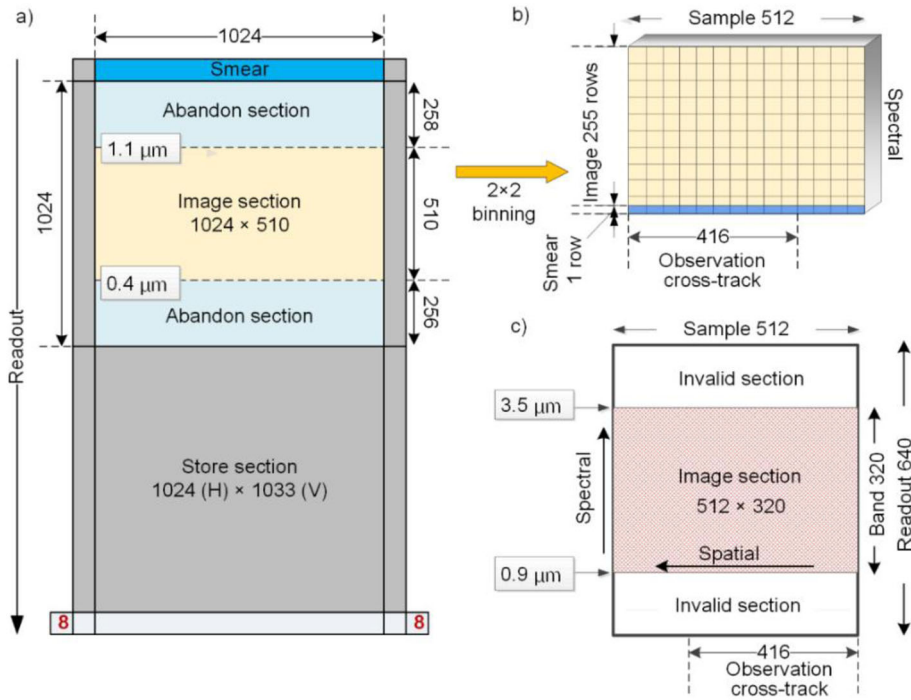 a)
1024
Smear
Abandon section
258
1.1 µm
Image section
1024 × 510
510
1024
0.4 µm
Abandon section
256
Readout
Store section
1024 (H) × 1033 (V)
8
8
2×2
binning
b)
Sample 512
Image 255 rows
Spectral
Smear
1 row
416
Observation
cross-track
c)
Sample 512
Invalid section
3.5 µm
Spectral
Image section
512 × 320
Band 320
Readout 640
Spatial
0.9 µm
Invalid section
416
Observation
cross-track